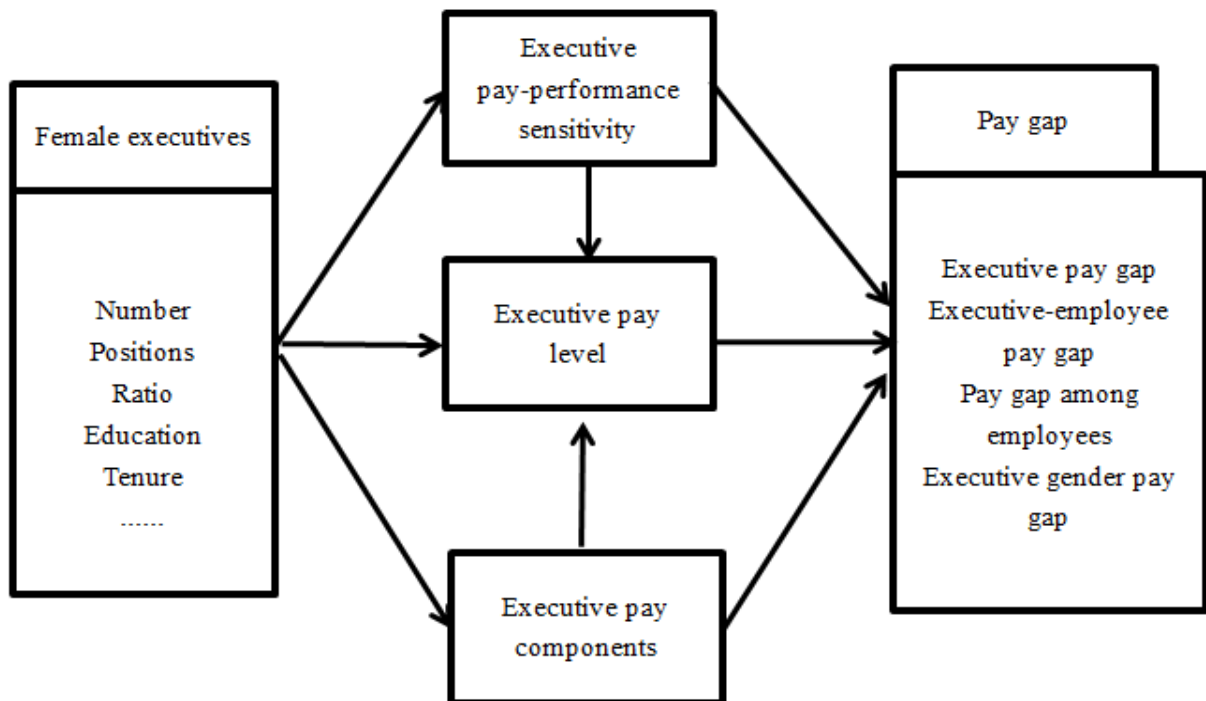 Female executives
Number
Positions
Ratio
Education
Tenure
......
Executive
pay-performance
sensitivity
Executive pay
level
Executive pay
components
Pay gap
Executive pay gap
Executive-employee
pay gap
Pay gap among
employees
Executive gender pay
gap